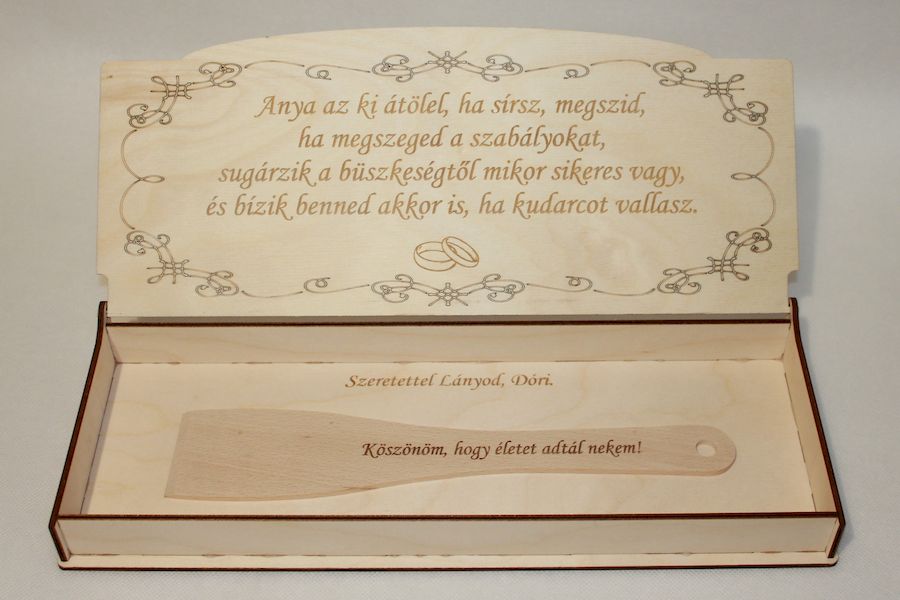 Anya az ki átölel, ha sírsz, megszid,
ha megszeged a szabályokat,
sugárzik a büszkeségtől mikor sikeres vagy,
és bízik benned akkor is, ha kudarcot vallasz.
Szeretettel Lányod, Dóri.
Köszönöm, hogy életet adtál nekem!